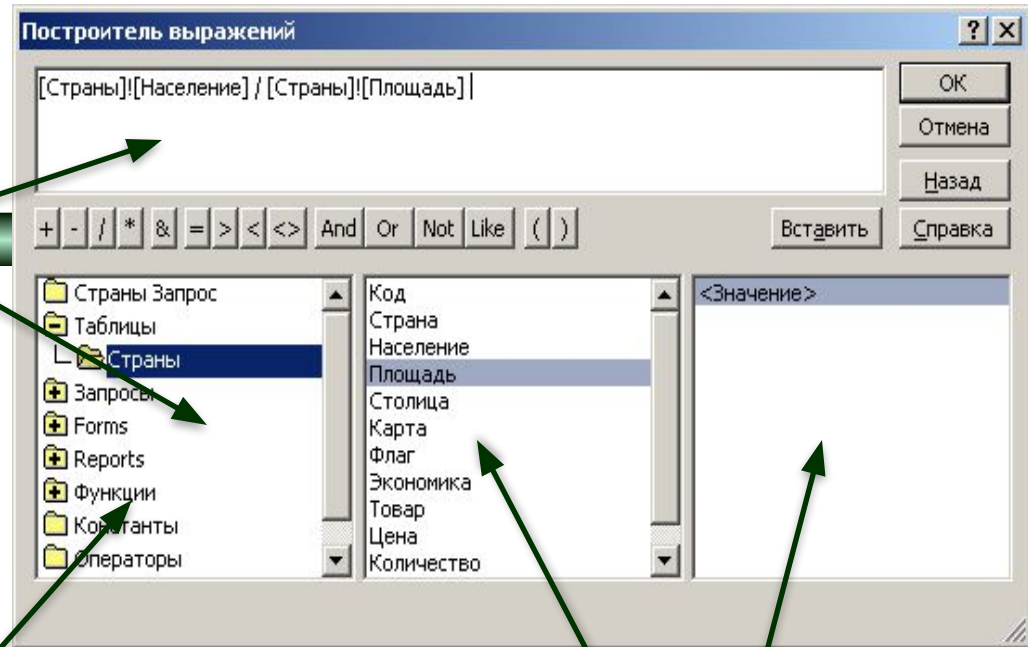 Построитель выражений
[Страны]![Население] / [Страны]![Площадь]
ОК
Отмена
Назад
+ - / * & = > < <> And Or Not Like ( )
Вставить
Справка
Страны Запрос
Таблицы
Страны
Запросы
Forms
Reports
Функции
Константы
Операторы
Код
Страна
Население
Площадь
Столица
Карта
Флаг
Экономика
Товар
Цена
Количество
<Значение>